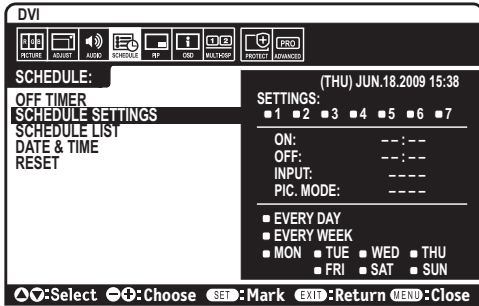 DVI
RGB
PICTURE ADJUST AUDIO SCHEDULE PIP OSD MULTI-DSP PROTECT ADVANCED
1 2
PRO
SCHEDULE:
OFF TIMER
SCHEDULE SETTINGS
SCHEDULE LIST
DATE & TIME
RESET
(THU) JUN.18.2009 15:38
SETTINGS:
1 2 3 4 5 6 7
ON: --:--
OFF: --:--
INPUT: ----
PIC. MODE: ----
EVERY DAY
EVERY WEEK
MON TUE WED THU
FRI SAT SUN
Select Choose SET:Mark EXIT:Return MENU:Close